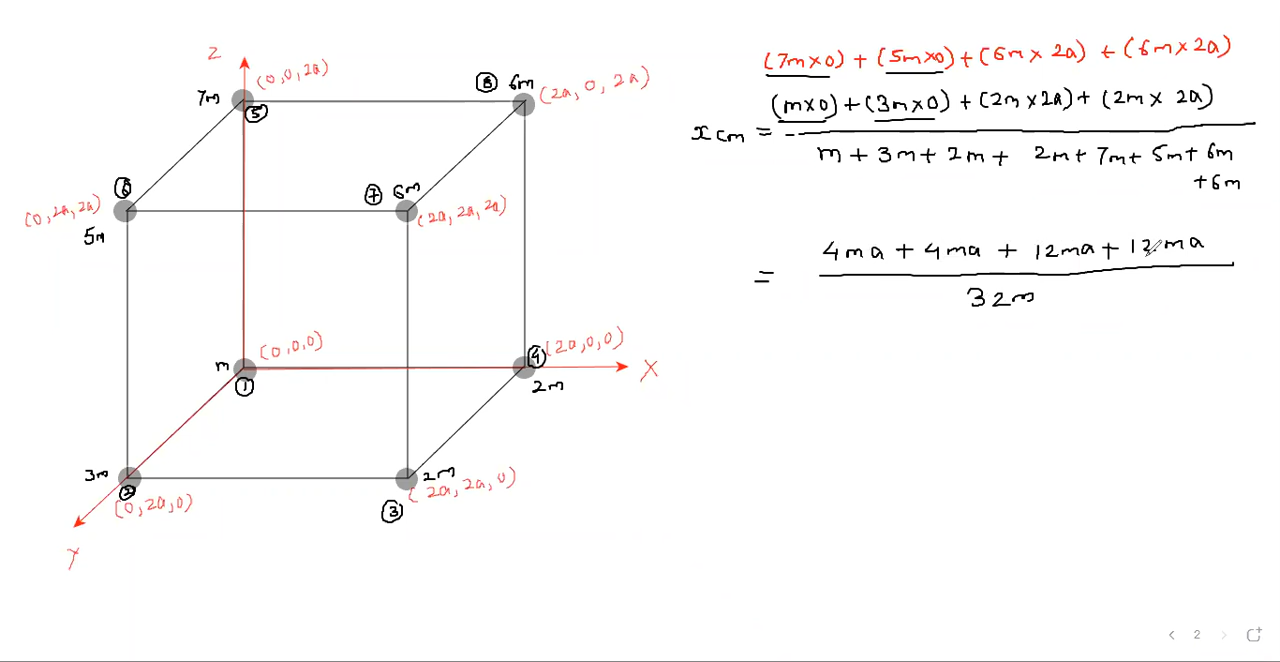 Z
(0,0,2a)
7m
⑤
⑧ 6m
(2a, 0, 2a)
⑥
(0, 2a, 2a)
5m
⑦ 6m
(2a, 2a, 2a)
(0,0,0)
m
①
④
(2a,0,0)
X
2m
3m
②
(0, 2a, 0)
2m
(2a, 2a, 0)
③
Y
(7m×0) + (5m×0) + (6m × 2a) + (6m × 2a)
(m×0) + (3m×0) + (2m × 2a) + (2m × 2a)
x cm =
m + 3m + 2m + 2m + 7m + 5m + 6m
+ 6m
4ma + 4ma + 12ma + 12ma
=
32m
< 2 >